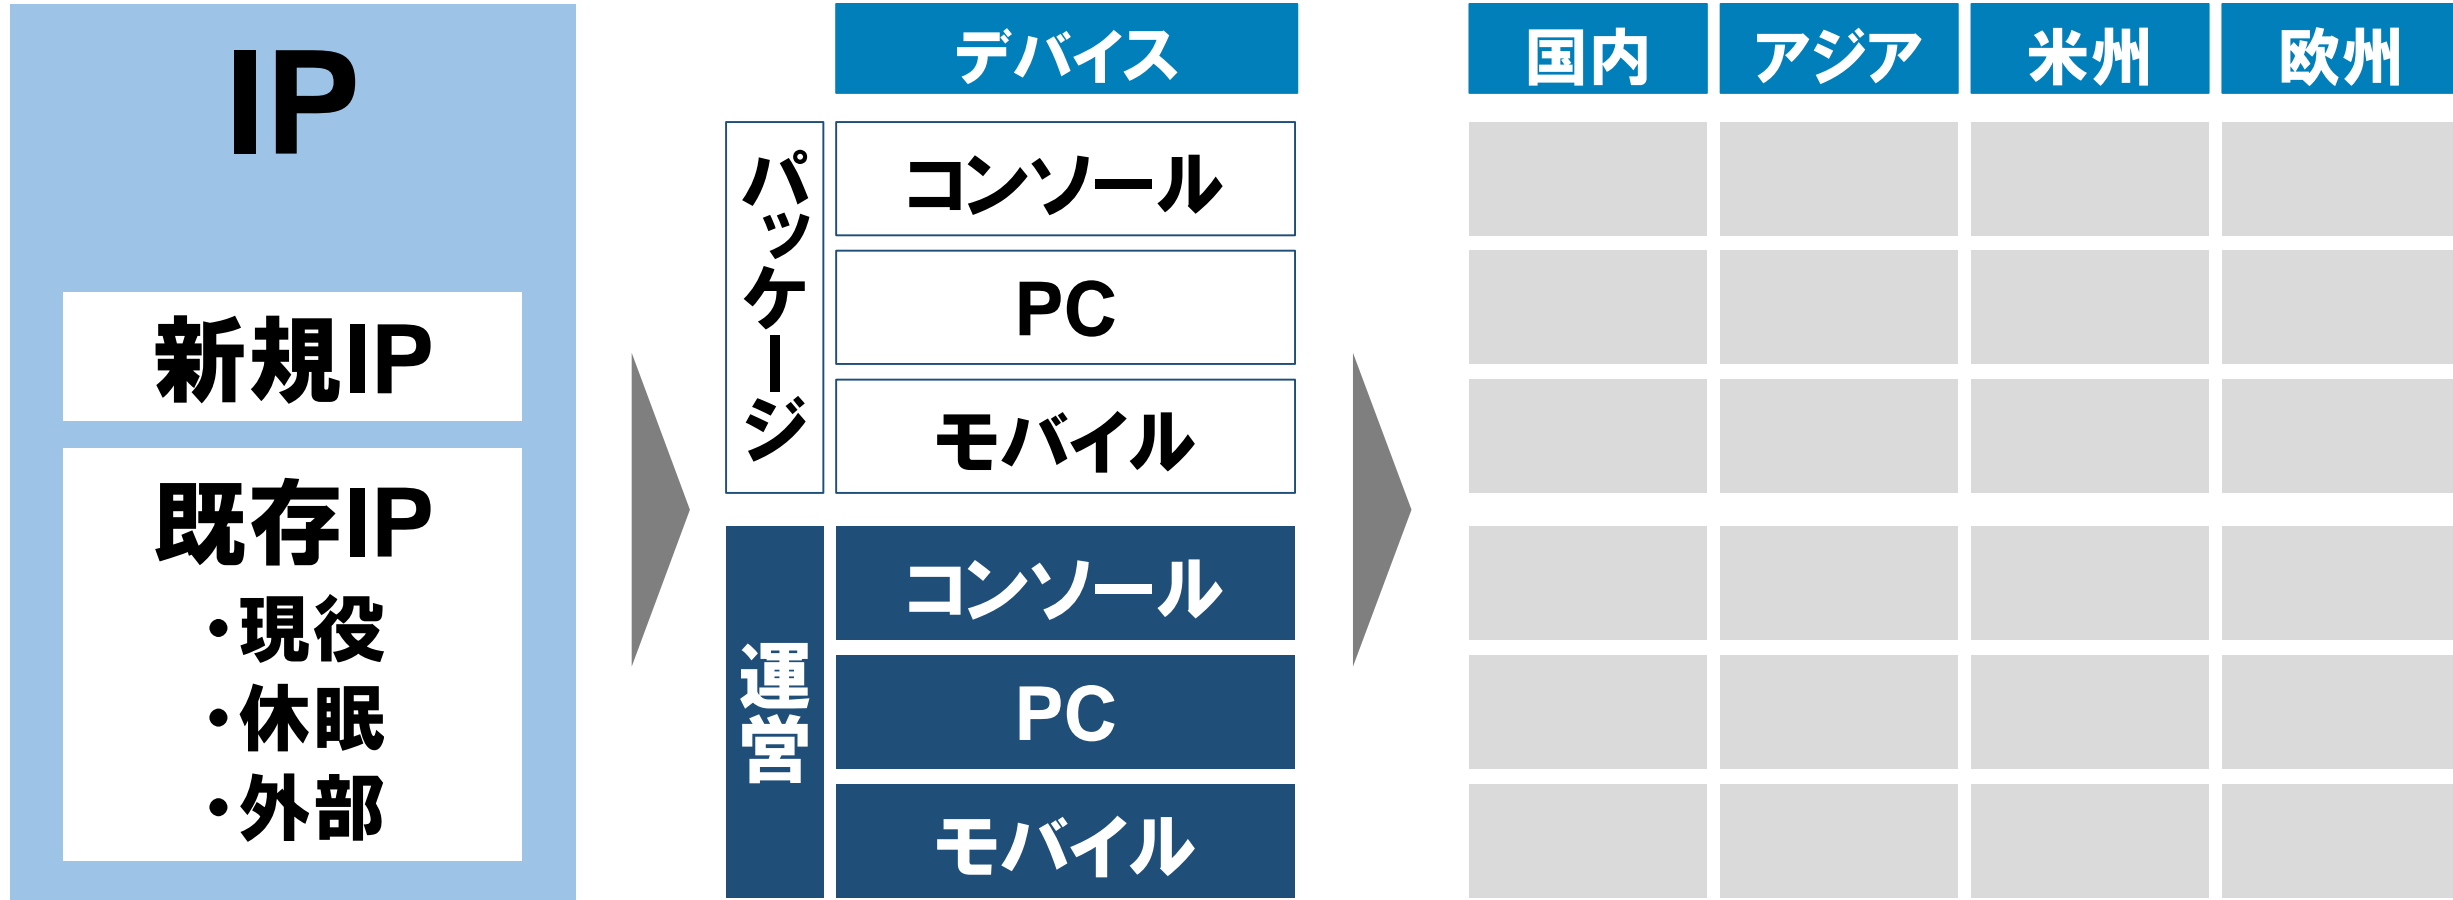 IP
新規IP
既存IP
・現役
・休眠
・外部
デバイス
パッケージ
コンソール
PC
モバイル
運営
コンソール
PC
モバイル
国内
アジア
米州
欧州